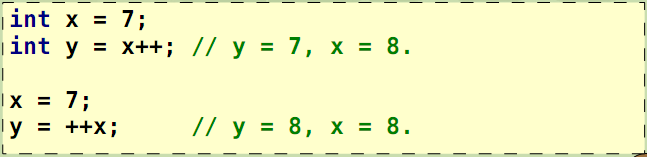 int x = 7;
int y = x++; // y = 7, x = 8.
x = 7;
y = ++x;     // y = 8, x = 8.